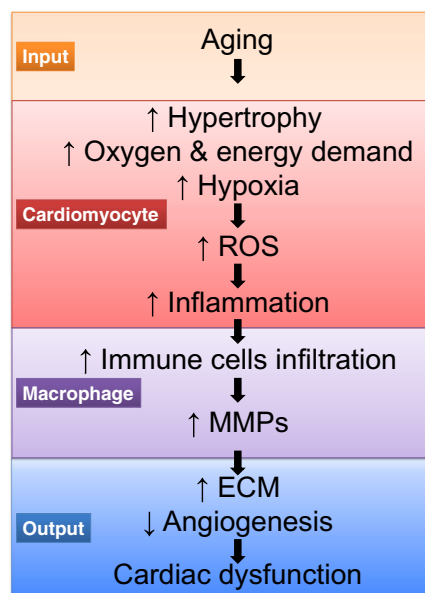 Aging
Input
↑ Hypertrophy
↑ Oxygen & energy demand
↑ Hypoxia
Cardiomyocyte
↑ ROS
↑ Inflammation
↑ Immune cells infiltration
Macrophage
↑ MMPs
↑ ECM
↓ Angiogenesis
Output
Cardiac dysfunction